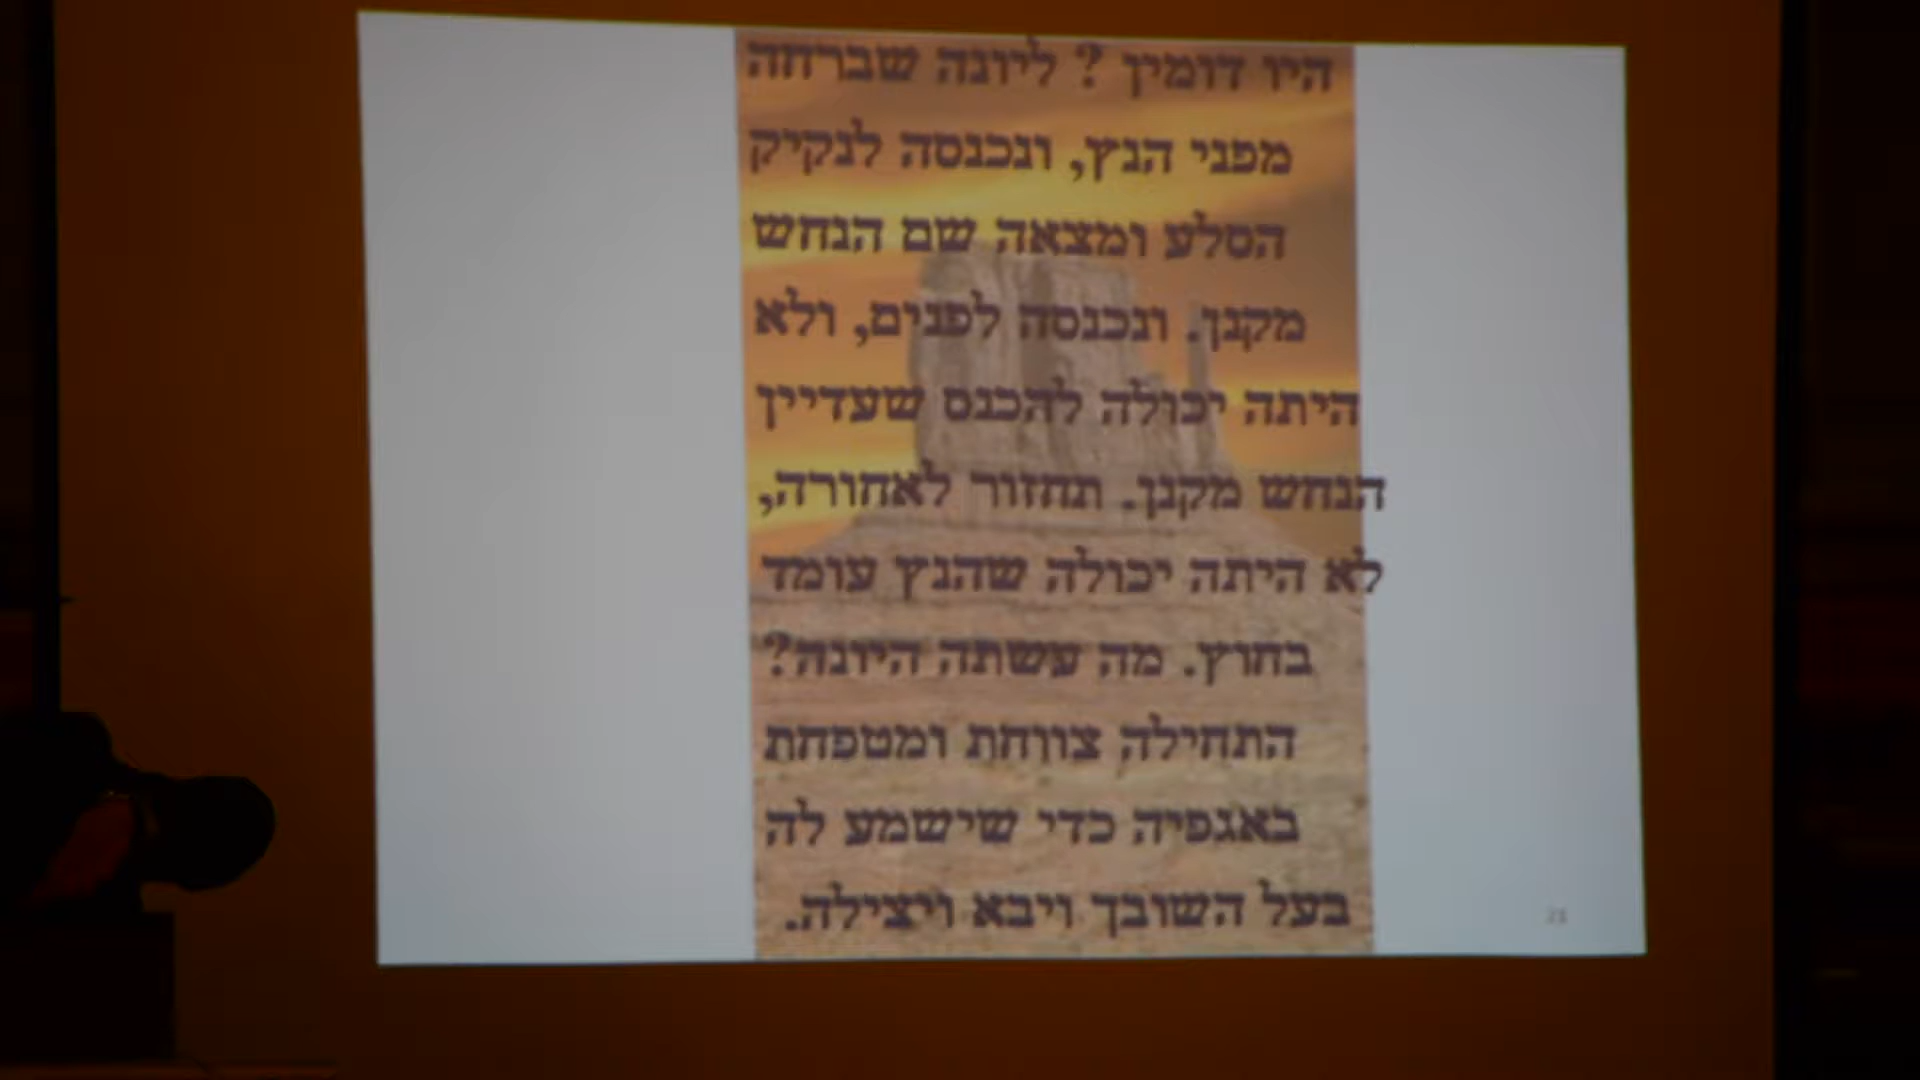 היו דומין ? ליונה שברחה
מפני הנץ, ונכנסה לנקיק
הסלע ומצאה שם הנחש
מקנן. ונכנסה לפנים, ולא
היתה יכולה להכנס שעדיין
הנחש מקנן. תחזור לאחורה,
לא היתה יכולה שהנץ עומד
בחוץ. מה עשתה היונה?
התחילה צווחת ומטפחת
באגפיה כדי שישמע לה
בעל השובך ויבא ויצילה.